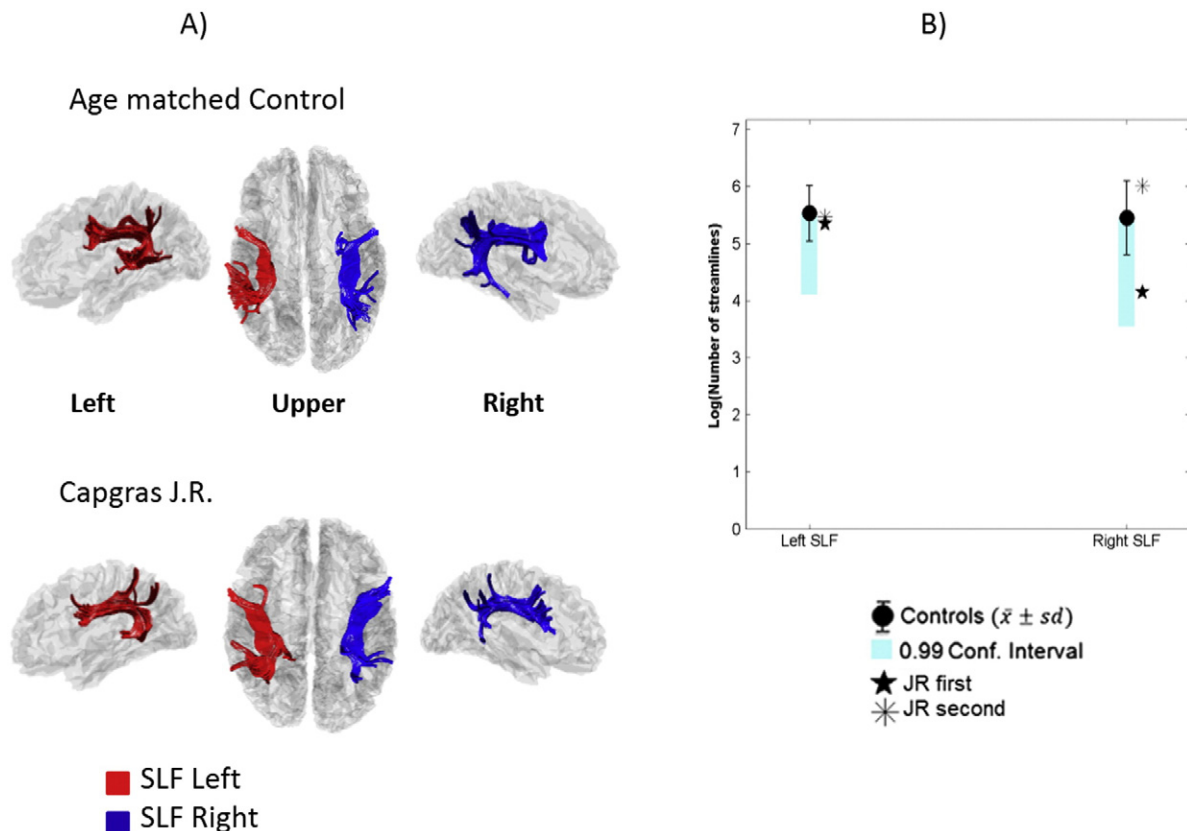 A)
Age matched Control
Left Upper Right
Capgras J.R.
SLF Left
SLF Right
B)
Log(Number of streamlines)
7
6
5
4
3
2
1
0
Left SLF Right SLF
Controls (x̄ ± sd)
0.99 Conf. Interval
JR first
JR second